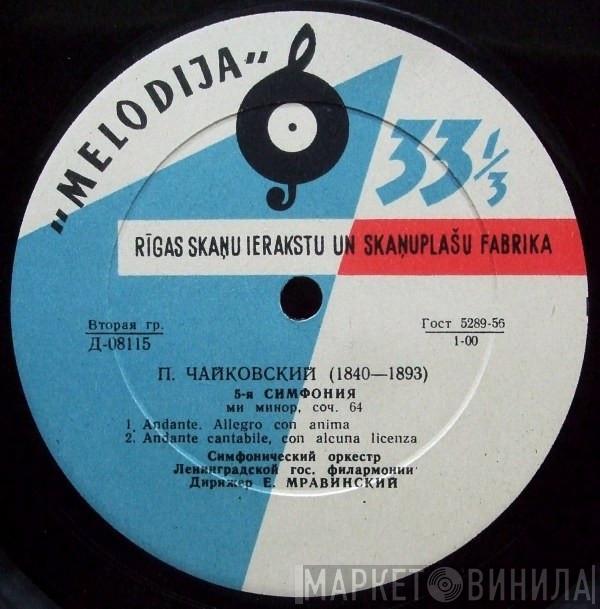 „MELODIJA”
33 1/3
RĪGAS SKAŅU IERAKSTU UN SKAŅUPLAŠU FABRIKA
Вторая гр. Гост 5289-56
Д-08115 1-00
П. ЧАЙКОВСКИЙ (1840—1893)
5-я СИМФОНИЯ
ми минор, соч. 64
1. Andante. Allegro con anima
2. Andante cantabile, con alcuna licenza
Симфонический оркестр
Ленинградской гос. филармонии
Дирижер Е. МРАВИНСКИЙ
МАРКЕТ ВИНИЛА